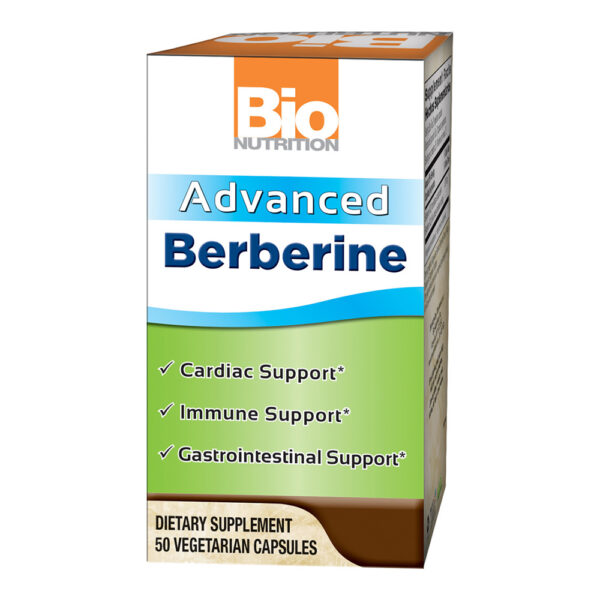 Bio
NUTRITION
Advanced
Berberine
✓ Cardiac Support*
✓ Immune Support*
✓ Gastrointestinal Support*
DIETARY SUPPLEMENT
50 VEGETARIAN CAPSULES